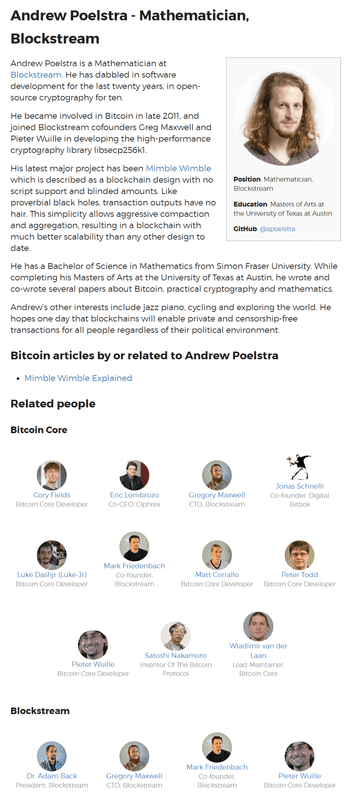 Andrew Poelstra - Mathematician,
Blockstream
Andrew Poelstra is a Mathematician at
Blockstream. He has dabbled in software
development for the last twenty years, in open-
source cryptography for ten.
He became involved in Bitcoin in late 2011, and
joined Blockstream cofounders Greg Maxwell and
Pieter Wuille in developing the high-performance
cryptography library libsecp256k1.
His latest major project has been Mimble Wimble
which is described as a blockchain design with no
script support and blinded amounts. Like
proverbial black holes, transaction outputs have no
hair. This simplicity allows aggressive compaction
and aggregation, resulting in a blockchain with
much better scalability than any other design to
date.
Position: Mathematician,
Blockstream
Education: Masters of Arts at
the University of Texas at Austin
GitHub: @apoelstra
He has a Bachelor of Science in Mathematics from Simon Fraser University. While
completing his Masters of Arts at the University of Texas at Austin, he wrote and
co-wrote several papers about Bitcoin, practical cryptography and mathematics.
Andrew's other interests include jazz piano, cycling and exploring the world. He
hopes one day that blockchains will enable private and censorship-free
transactions for all people regardless of their political environment.
Bitcoin articles by or related to Andrew Poelstra
• Mimble Wimble Explained
Related people
Bitcoin Core
Cory Fields
Bitcoin Core Developer
Eric Lombrozo
Co-CEO, Ciphrex
Gregory Maxwell
CTO, Blockstream
Jonas Schnelli
Co-founder, Digital
Bitbox
Luke Dashjr (Luke-Jr)
Bitcoin Core Developer
Mark Friedenbach
Co-founder,
Blockstream
Matt Corallo
Bitcoin Core Developer
Peter Todd
Bitcoin Core Developer
Pieter Wuille
Bitcoin Core Developer
Satoshi Nakamoto
Inventor Of The Bitcoin
Protocol
Wladimir van der
Laan
Lead Maintainer,
Bitcoin Core
Blockstream
Dr. Adam Back
President, Blockstream
Gregory Maxwell
CTO, Blockstream
Mark Friedenbach
Co-founder,
Blockstream
Pieter Wuille
Bitcoin Core Developer